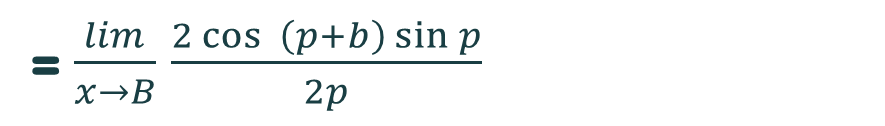 = lim/x→B 2 cos (p+b) sin p/2p